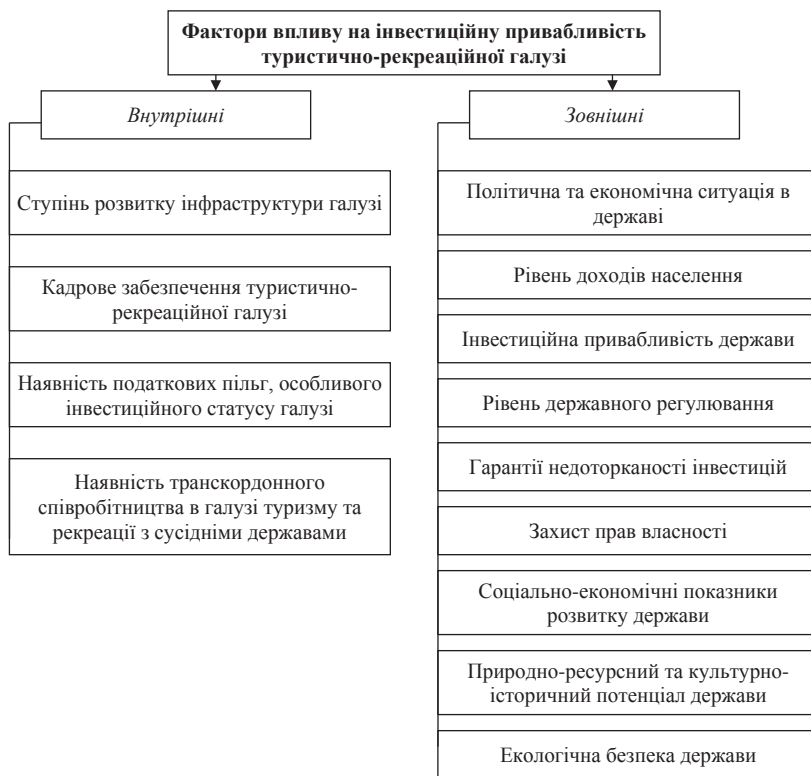 Фактори впливу на інвестиційну привабливість
туристично-рекреаційної галузі
Внутрішні
Ступінь розвитку інфраструктури галузі
Кадрове забезпечення туристично-
рекреаційної галузі
Наявність податкових пільг, особливого
інвестиційного статусу галузі
Наявність транскордонного
співробітництва в галузі туризму та
рекреації з сусідніми державами
Зовнішні
Політична та економічна ситуація в
державі
Рівень доходів населення
Інвестиційна привабливість держави
Рівень державного регулювання
Гарантії недоторканості інвестицій
Захист прав власності
Соціально-економічні показники
розвитку держави
Природно-ресурсний та культурно-
історичний потенціал держави
Екологічна безпека держави